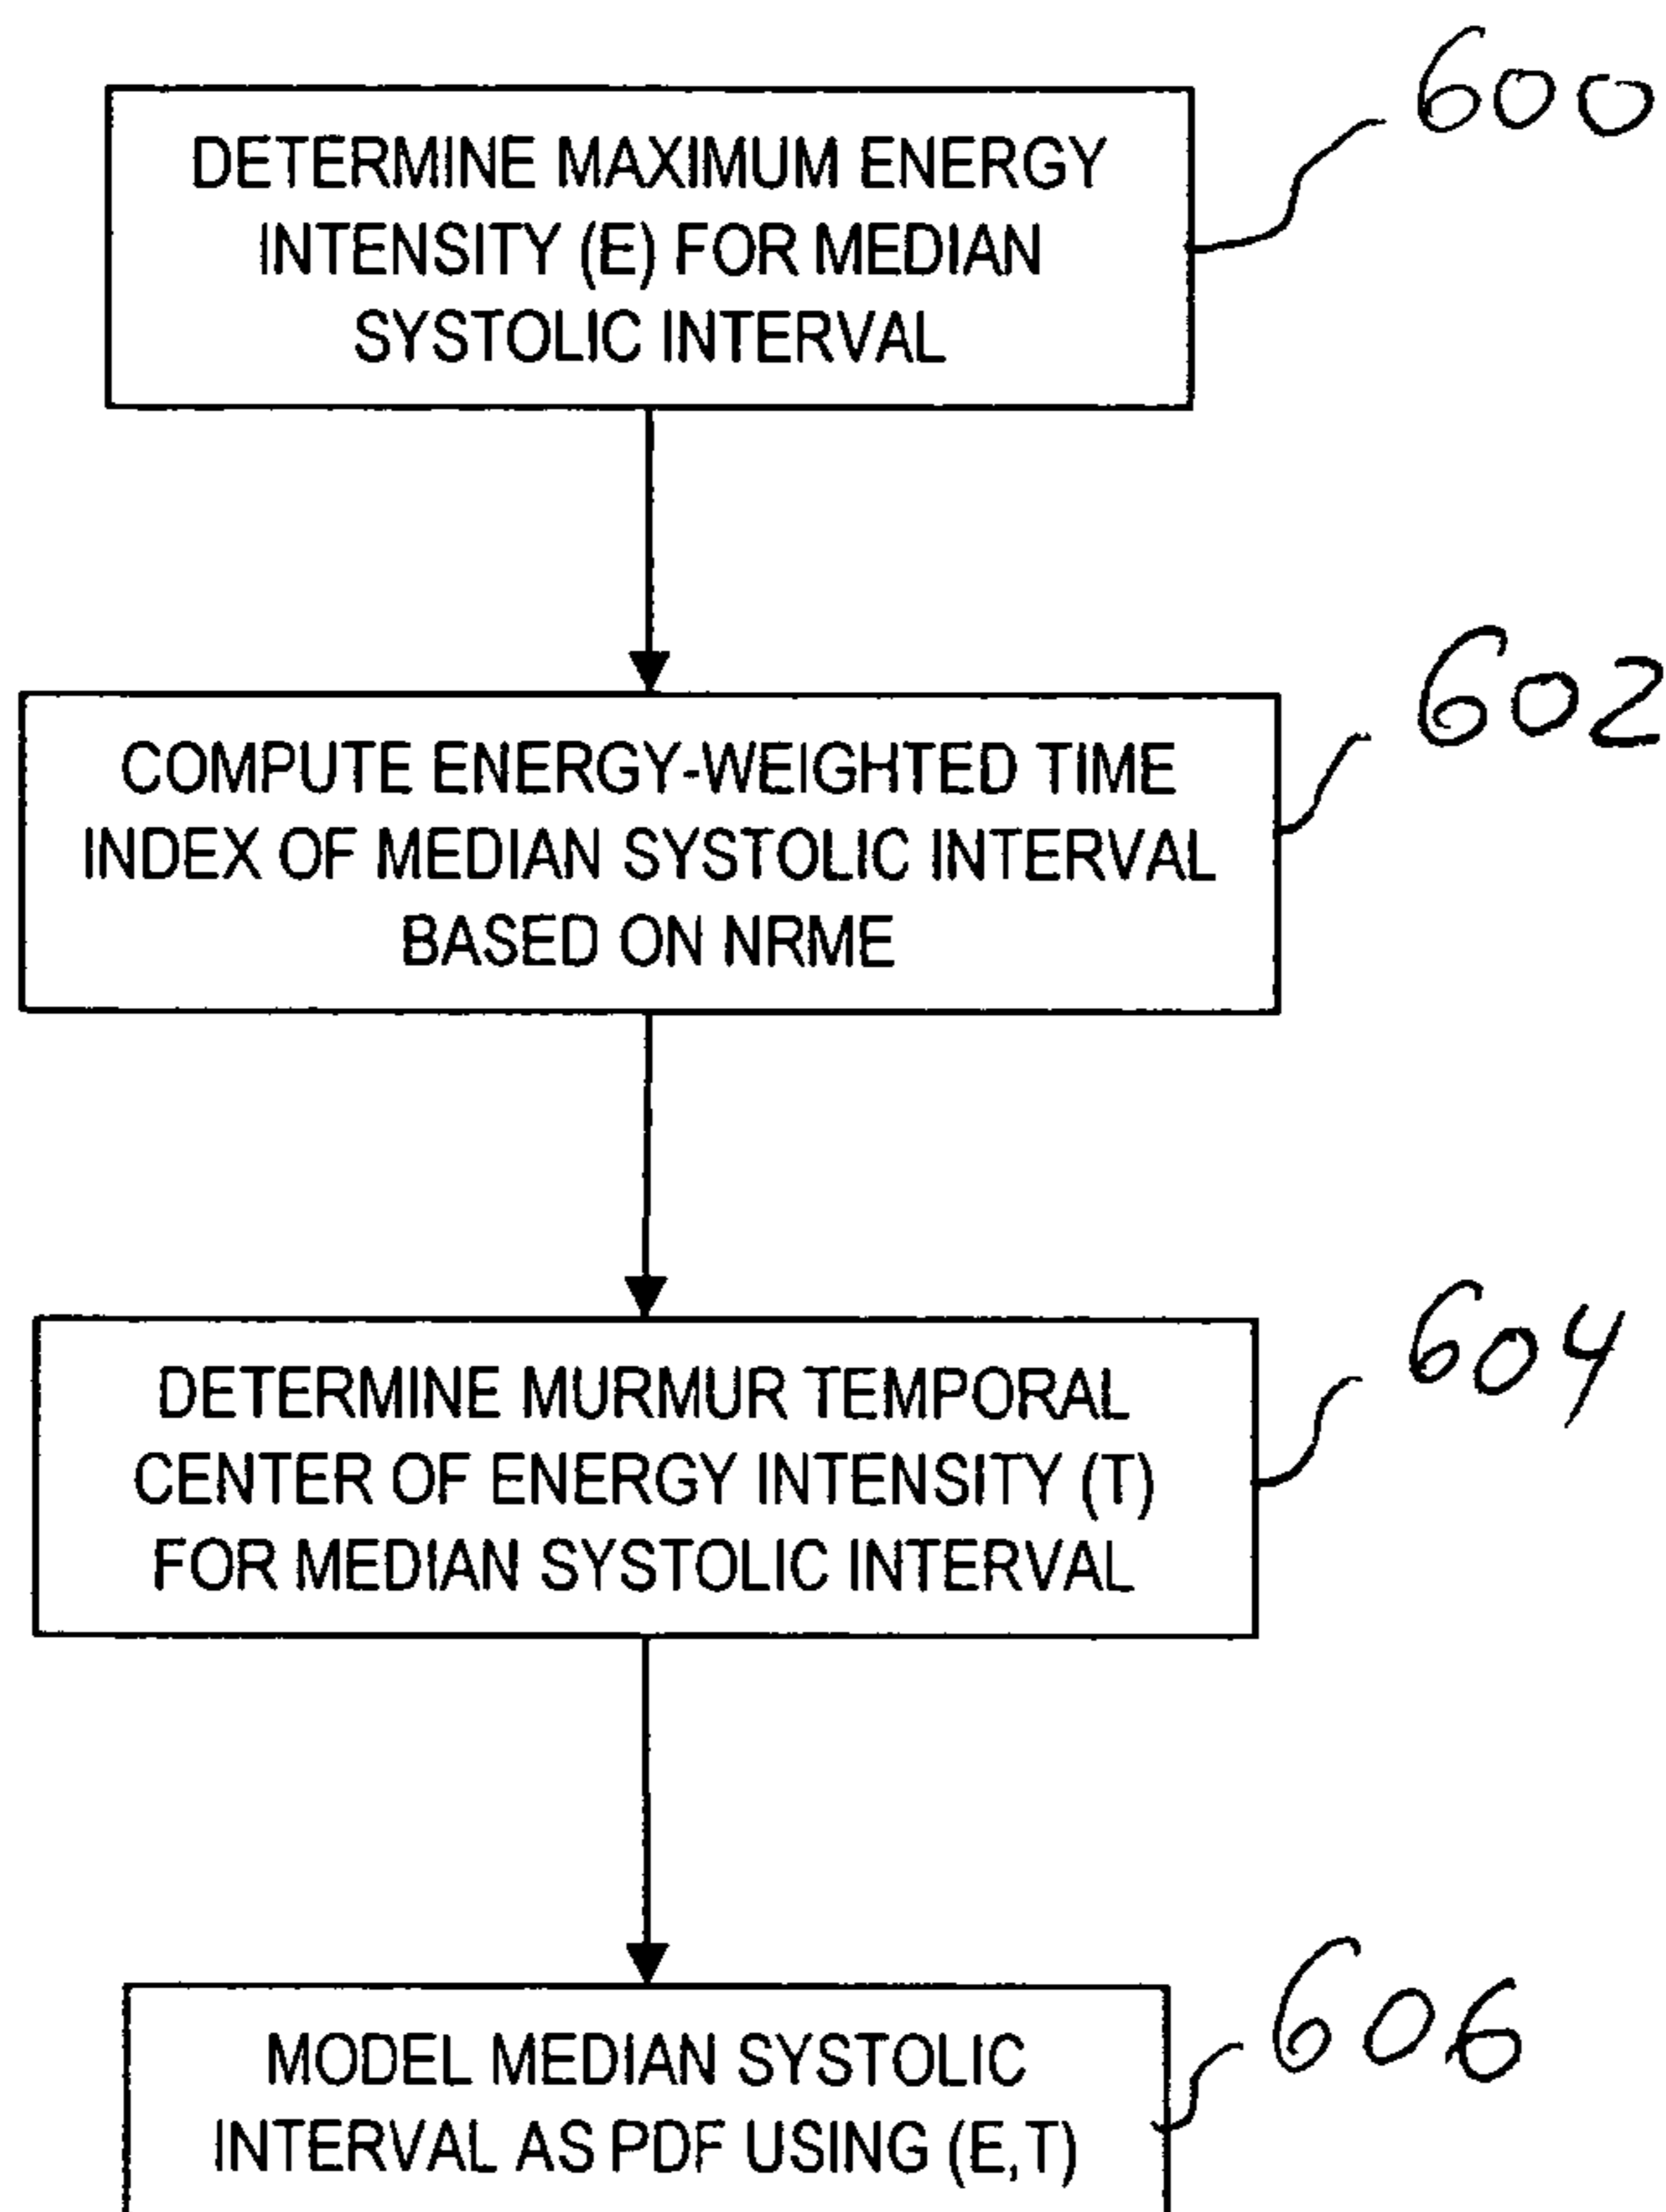 600
DETERMINE MAXIMUM ENERGY
INTENSITY (E) FOR MEDIAN
SYSTOLIC INTERVAL
602
COMPUTE ENERGY-WEIGHTED TIME
INDEX OF MEDIAN SYSTOLIC INTERVAL
BASED ON NRME
604
DETERMINE MURMUR TEMPORAL
CENTER OF ENERGY INTENSITY (T)
FOR MEDIAN SYSTOLIC INTERVAL
606
MODEL MEDIAN SYSTOLIC
INTERVAL AS PDF USING (E,T)